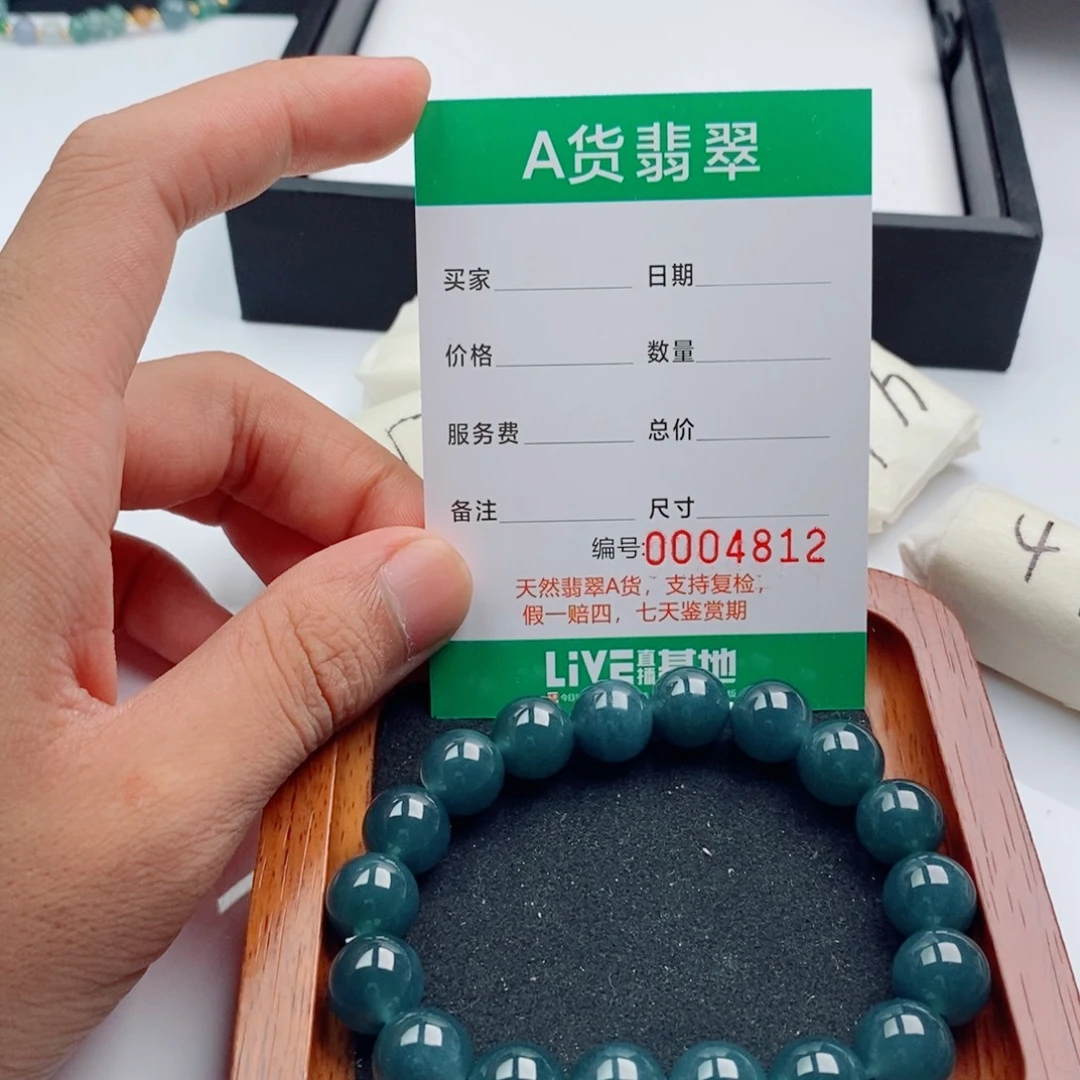 A货翡翠
买家 日期
价格 数量
服务费 总价
备注 尺寸
编号:0004812
天然翡翠A货，支持复检，
假一赔四，七天鉴赏期
LiVE直播基地
4